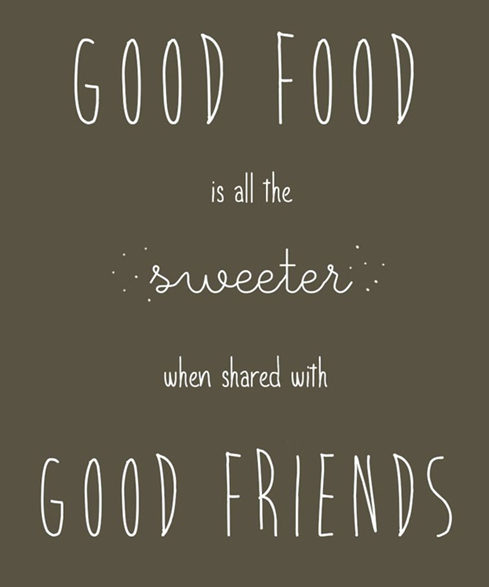 GOOD FOOD
is all the
sweeter
when shared with
GOOD FRIENDS